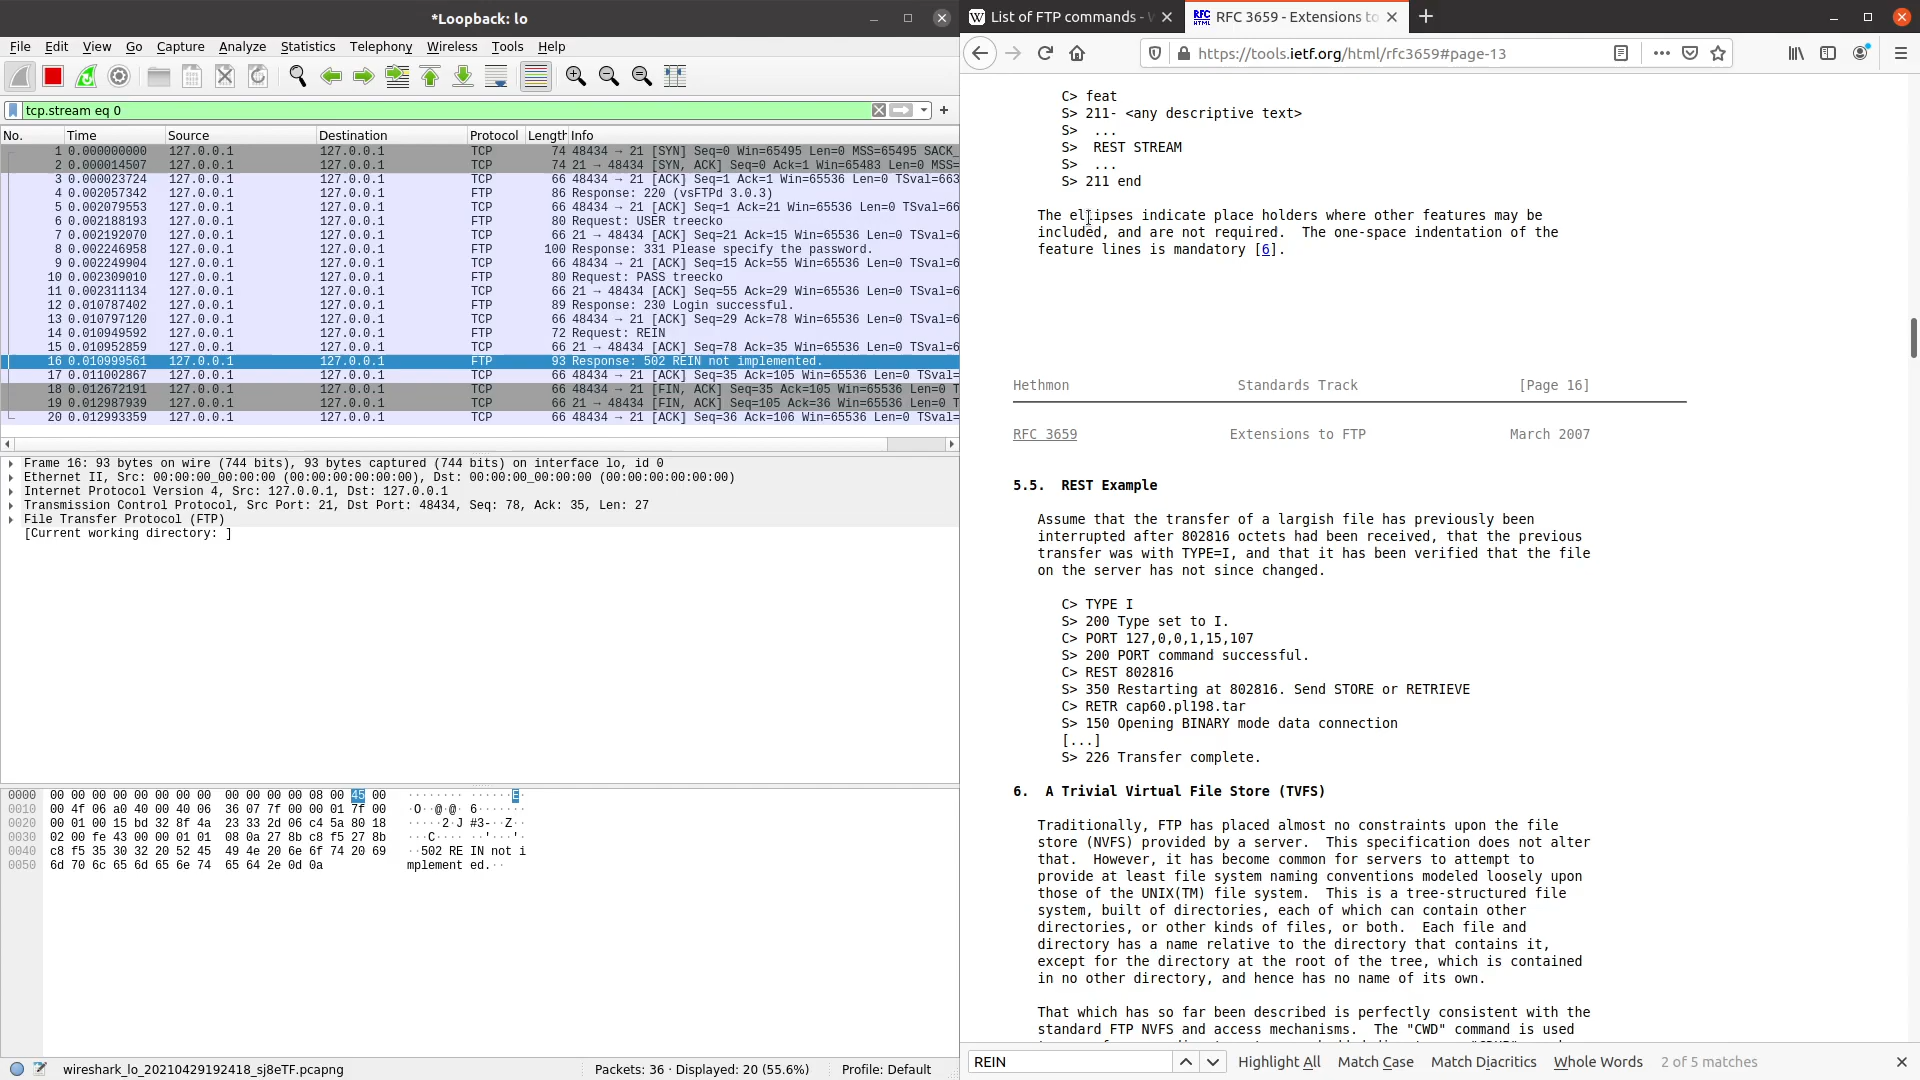 *Loopback: lo
File Edit View Go Capture Analyze Statistics Telephony Wireless Tools Help
tcp.stream eq 0
No. Time Source Destination Protocol Length Info
1 0.000000000 127.0.0.1 127.0.0.1 TCP 74 48434 → 21 [SYN] Seq=0 Win=65495 Len=0 MSS=65495 SACK_
2 0.000014507 127.0.0.1 127.0.0.1 TCP 74 21 → 48434 [SYN, ACK] Seq=0 Ack=1 Win=65483 Len=0 MSS=
3 0.000023724 127.0.0.1 127.0.0.1 TCP 66 48434 → 21 [ACK] Seq=1 Ack=1 Win=65536 Len=0 TSval=663
4 0.002057342 127.0.0.1 127.0.0.1 FTP 86 Response: 220 (vsFTPd 3.0.3)
5 0.002079553 127.0.0.1 127.0.0.1 TCP 66 48434 → 21 [ACK] Seq=1 Ack=21 Win=65536 Len=0 TSval=66
6 0.002188193 127.0.0.1 127.0.0.1 FTP 80 Request: USER treecko
7 0.002192070 127.0.0.1 127.0.0.1 TCP 66 21 → 48434 [ACK] Seq=21 Ack=15 Win=65536 Len=0 TSval=6
8 0.002246958 127.0.0.1 127.0.0.1 FTP 100 Response: 331 Please specify the password.
9 0.002249904 127.0.0.1 127.0.0.1 TCP 66 48434 → 21 [ACK] Seq=15 Ack=55 Win=65536 Len=0 TSval=6
10 0.002309010 127.0.0.1 127.0.0.1 FTP 80 Request: PASS treecko
11 0.002311134 127.0.0.1 127.0.0.1 TCP 66 21 → 48434 [ACK] Seq=55 Ack=29 Win=65536 Len=0 TSval=6
12 0.010787402 127.0.0.1 127.0.0.1 FTP 89 Response: 230 Login successful.
13 0.010797120 127.0.0.1 127.0.0.1 TCP 66 48434 → 21 [ACK] Seq=29 Ack=78 Win=65536 Len=0 TSval=6
14 0.010949592 127.0.0.1 127.0.0.1 FTP 72 Request: REIN
15 0.010952859 127.0.0.1 127.0.0.1 TCP 66 21 → 48434 [ACK] Seq=78 Ack=35 Win=65536 Len=0 TSval=6
16 0.010999561 127.0.0.1 127.0.0.1 FTP 93 Response: 502 REIN not implemented.
17 0.011002867 127.0.0.1 127.0.0.1 TCP 66 48434 → 21 [ACK] Seq=35 Ack=105 Win=65536 Len=0 TSval=
18 0.012672191 127.0.0.1 127.0.0.1 TCP 66 48434 → 21 [FIN, ACK] Seq=35 Ack=105 Win=65536 Len=0 T
19 0.012987939 127.0.0.1 127.0.0.1 TCP 66 21 → 48434 [FIN, ACK] Seq=105 Ack=36 Win=65536 Len=0 T
20 0.012993359 127.0.0.1 127.0.0.1 TCP 66 48434 → 21 [ACK] Seq=36 Ack=106 Win=65536 Len=0 TSval=
Frame 16: 93 bytes on wire (744 bits), 93 bytes captured (744 bits) on interface lo, id 0
Ethernet II, Src: 00:00:00_00:00:00 (00:00:00:00:00:00), Dst: 00:00:00_00:00:00 (00:00:00:00:00:00)
Internet Protocol Version 4, Src: 127.0.0.1, Dst: 127.0.0.1
Transmission Control Protocol, Src Port: 21, Dst Port: 48434, Seq: 78, Ack: 35, Len: 27
File Transfer Protocol (FTP)
[Current working directory: ]
0000 00 00 00 00 00 00 00 00 00 00 00 00 08 00 45 00 ········ ······E·
0010 00 4f 06 a0 40 00 40 06 36 07 7f 00 00 01 7f 00 ·O··@·@· 6·······
0020 00 01 00 15 bd 32 8f 4a 23 33 2d 06 c4 5a 80 18 ·····2·J #3-··Z··
0030 02 00 fe 43 00 00 01 01 08 0a 27 8b c8 f5 27 8b ···C···· ··'···'·
0040 c8 f5 35 30 32 20 52 45 49 4e 20 6e 6f 74 20 69 ··502 RE IN not i
0050 6d 70 6c 65 6d 65 6e 74 65 64 2e 0d 0a mplement ed.··
wireshark_lo_20210429192418_sj8eTF.pcapng Packets: 36 · Displayed: 20 (55.6%) Profile: Default
List of FTP commands - W RFC 3659 - Extensions to
https://tools.ietf.org/html/rfc3659#page-13
C> feat
S> 211- <any descriptive text>
S> ...
S> REST STREAM
S> ...
S> 211 end
The ellipses indicate place holders where other features may be
included, and are not required. The one-space indentation of the
feature lines is mandatory [6].
Hethmon Standards Track [Page 16]
RFC 3659 Extensions to FTP March 2007
5.5. REST Example
Assume that the transfer of a largish file has previously been
interrupted after 802816 octets had been received, that the previous
transfer was with TYPE=I, and that it has been verified that the file
on the server has not since changed.
C> TYPE I
S> 200 Type set to I.
C> PORT 127,0,0,1,15,107
S> 200 PORT command successful.
C> REST 802816
S> 350 Restarting at 802816. Send STORE or RETRIEVE
C> RETR cap60.pl198.tar
S> 150 Opening BINARY mode data connection
[...]
S> 226 Transfer complete.
6. A Trivial Virtual File Store (TVFS)
Traditionally, FTP has placed almost no constraints upon the file
store (NVFS) provided by a server. This specification does not alter
that. However, it has become common for servers to attempt to
provide at least file system naming conventions modeled loosely upon
those of the UNIX(TM) file system. This is a tree-structured file
system, built of directories, each of which can contain other
directories, or other kinds of files, or both. Each file and
directory has a name relative to the directory that contains it,
except for the directory at the root of the tree, which is contained
in no other directory, and hence has no name of its own.
That which has so far been described is perfectly consistent with the
standard FTP NVFS and access mechanisms. The "CWD" command is used
REIN Highlight All Match Case Match Diacritics Whole Words 2 of 5 matches